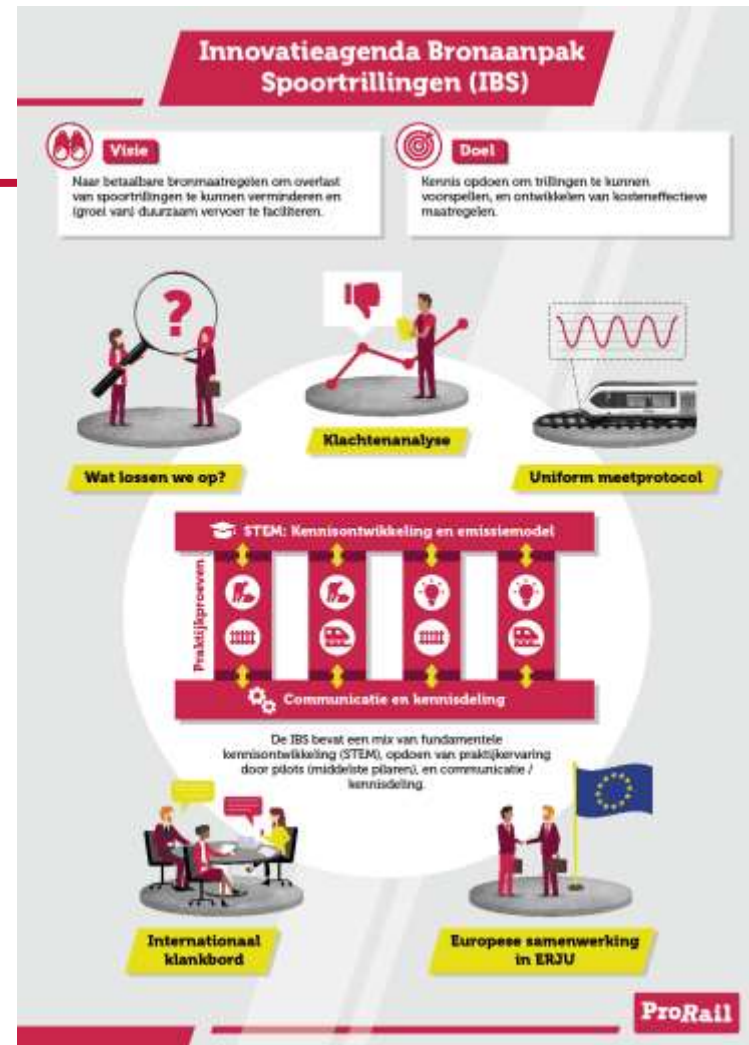 Innovatieagenda Bronaanpak
Spoortrillingen (IBS)
Visie
Naar betaalbare bronmaatregelen om overlast
van spoortrillingen te kunnen verminderen en
(groei van) duurzaam vervoer te faciliteren.
Doel
Kennis opdoen om trillingen te kunnen
voorspellen, en ontwikkelen van kosteneffectieve
maatregelen.
?
Wat lossen we op?
Klachtenanalyse
Uniform meetprotocol
STEM: Kennisontwikkeling en emissiemodel
Praktijkproeven
Communicatie en kennisdeling
De IBS bevat een mix van fundamentele
kennisontwikkeling (STEM), opdoen van praktijkervaring
door pilots (middelste pilaren), en communicatie /
kennisdeling.
Internationaal
klankbord
Europese samenwerking
in ERJU
ProRail